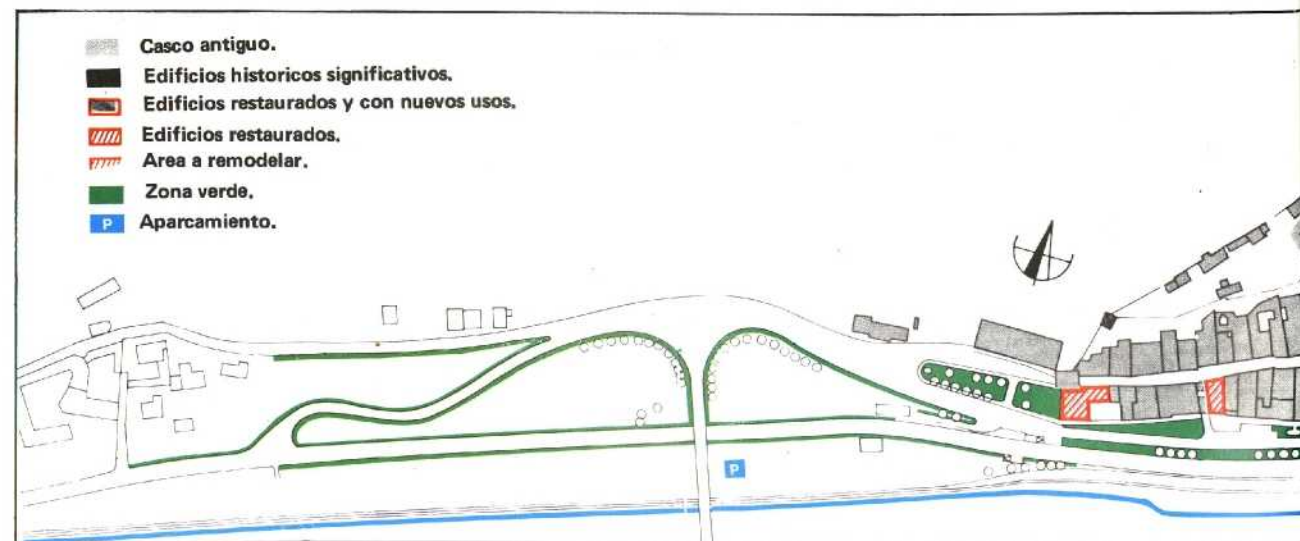 Casco antiguo.
Edificios historicos significativos.
Edificios restaurados y con nuevos usos.
Edificios restaurados.
Area a remodelar.
Zona verde.
P Aparcamiento.
P